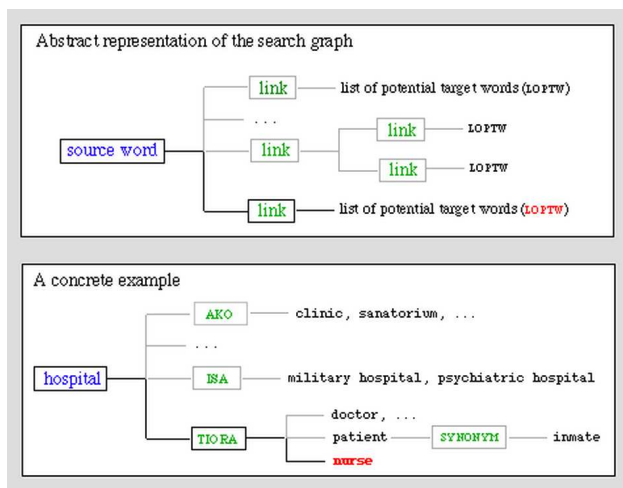 Abstract representation of the search graph
link list of potential target words (LOPTW)
...
link LOPTW
source word link
link LOPTW
link list of potential target words (LOPTW)
A concrete example
AKO clinic, sanatorium, ...
...
hospital ISA military hospital, psychiatric hospital
doctor, ...
TIORA patient SYNONYM inmate
nurse